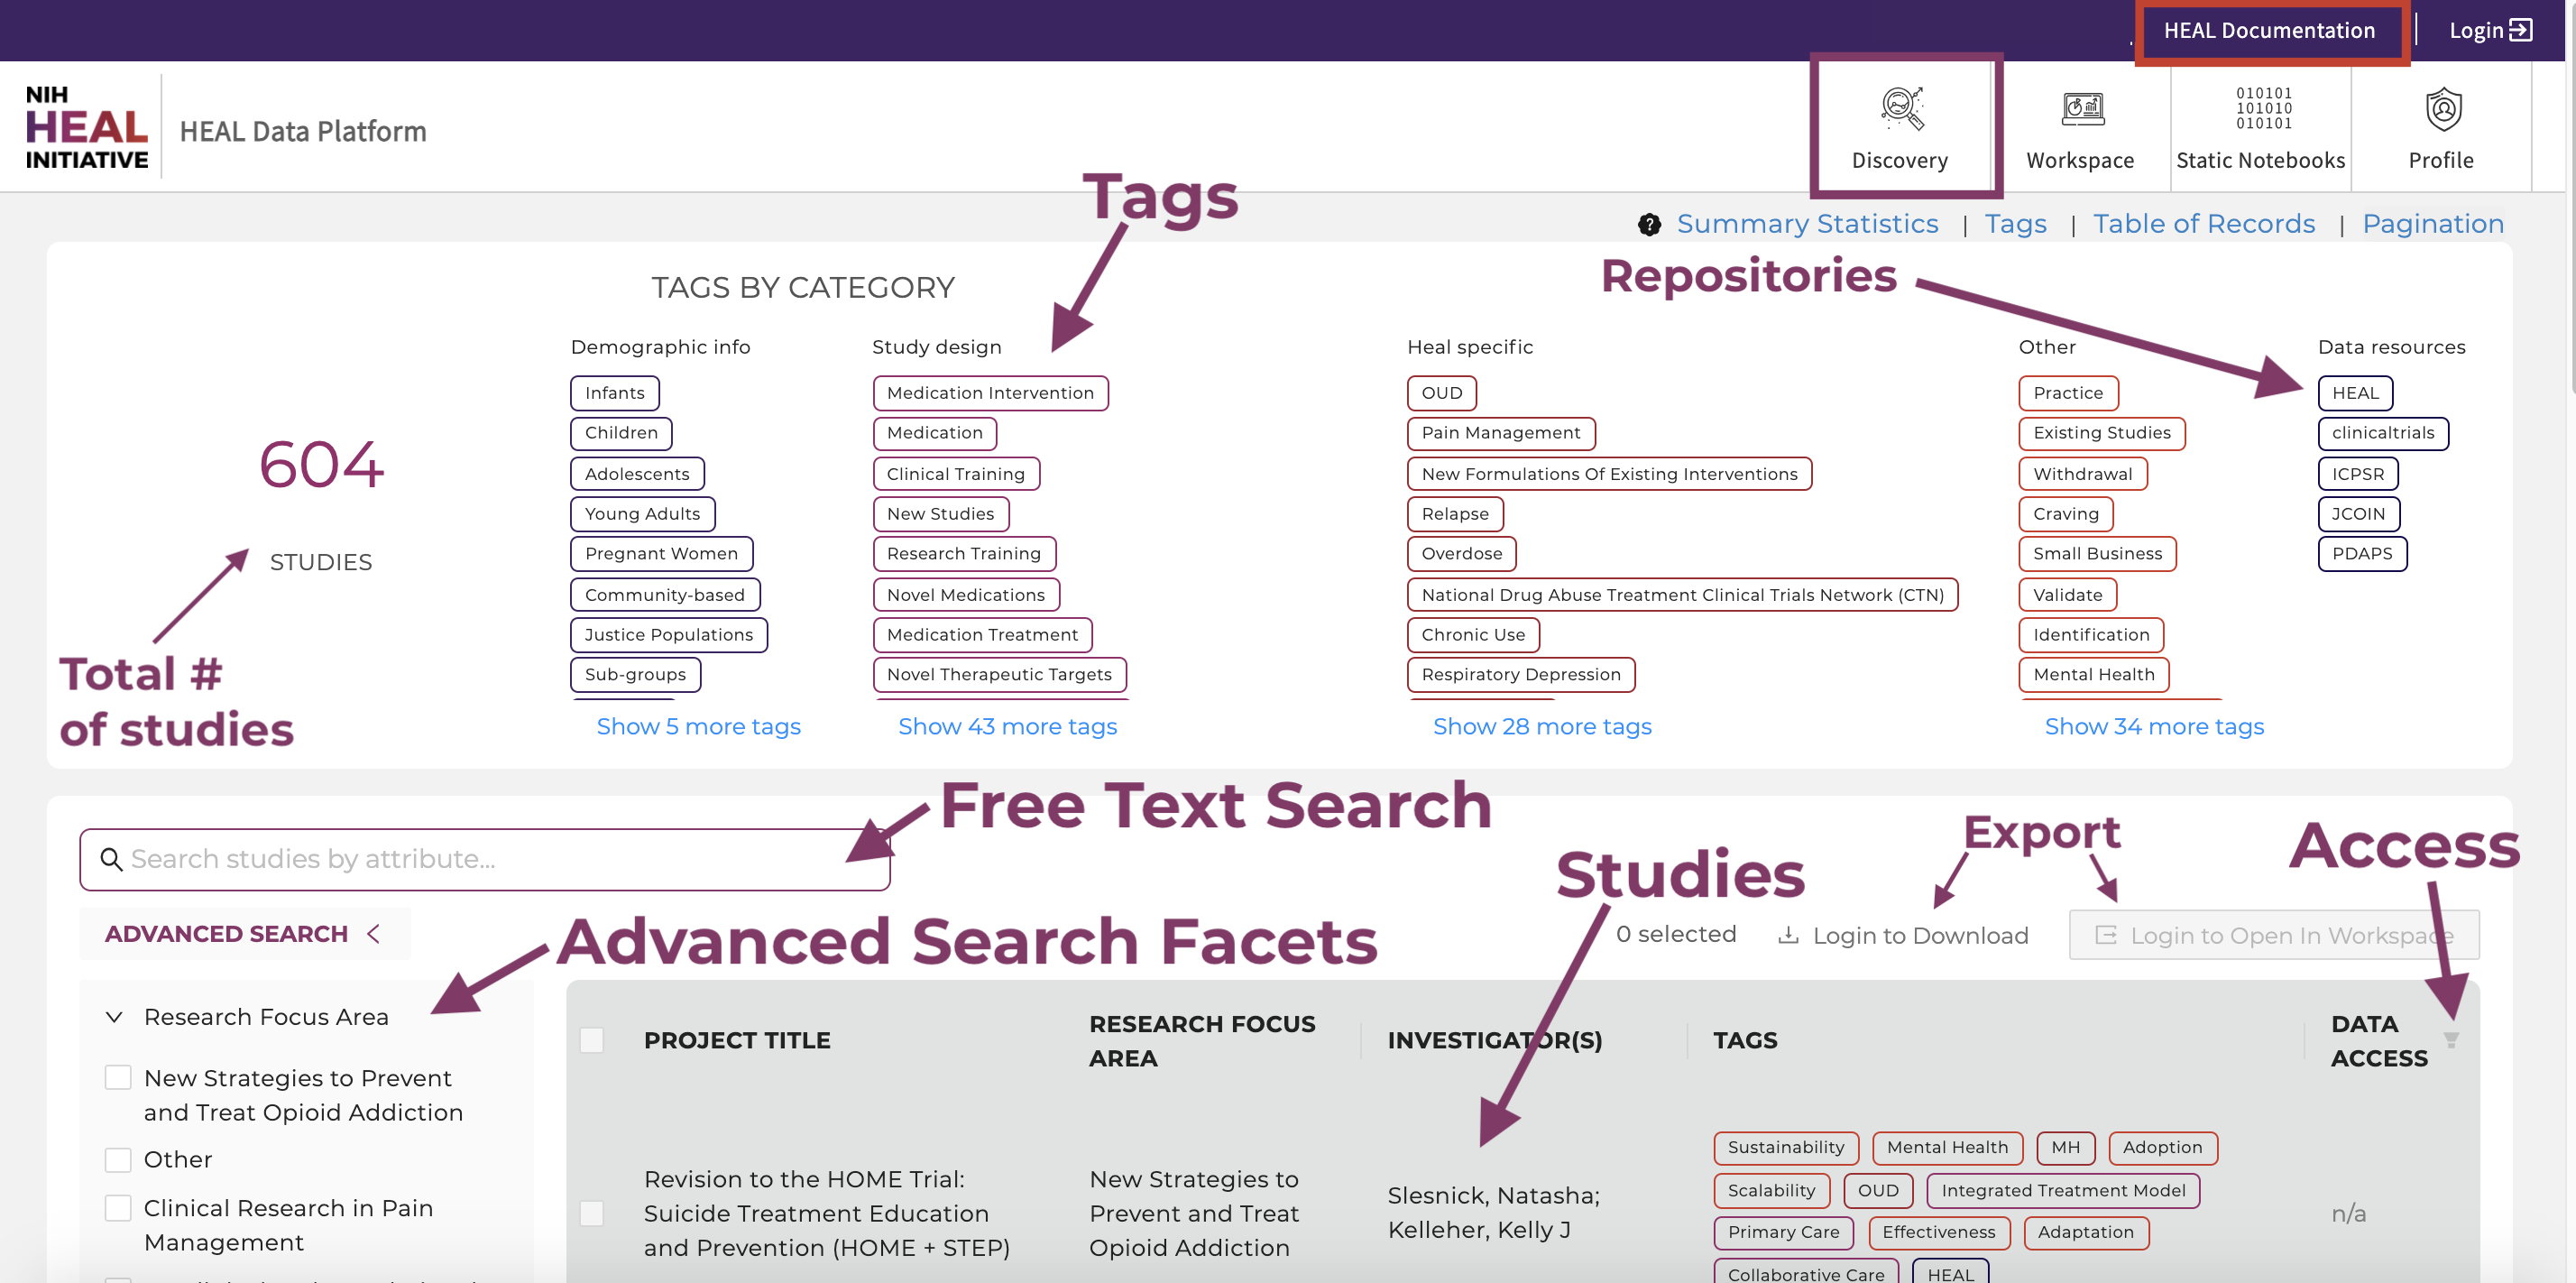 HEAL Documentation
Login
NIH
HEAL
INITIATIVE
HEAL Data Platform
010101
101010
010101
Discovery
Workspace
Static Notebooks
Profile
Tags
? Summary Statistics | Tags | Table of Records | Pagination
Repositories
TAGS BY CATEGORY
604
STUDIES
Total #
of studies
Demographic info
Infants
Children
Adolescents
Young Adults
Pregnant Women
Community-based
Justice Populations
Sub-groups
Show 5 more tags
Study design
Medication Intervention
Medication
Clinical Training
New Studies
Research Training
Novel Medications
Medication Treatment
Novel Therapeutic Targets
Show 43 more tags
Heal specific
OUD
Pain Management
New Formulations Of Existing Interventions
Relapse
Overdose
National Drug Abuse Treatment Clinical Trials Network (CTN)
Chronic Use
Respiratory Depression
Show 28 more tags
Other
Practice
Existing Studies
Withdrawal
Craving
Small Business
Validate
Identification
Mental Health
Show 34 more tags
Data resources
HEAL
clinicaltrials
ICPSR
JCOIN
PDAPS
Free Text Search
Search studies by attribute...
Studies
Export
Access
ADVANCED SEARCH
Advanced Search Facets
0 selected
Login to Download
Login to Open In Workspace
Research Focus Area
New Strategies to Prevent
and Treat Opioid Addiction
Other
Clinical Research in Pain
Management
PROJECT TITLE
RESEARCH FOCUS
AREA
INVESTIGATOR(S)
TAGS
DATA
ACCESS
Revision to the HOME Trial:
Suicide Treatment Education
and Prevention (HOME + STEP)
New Strategies to
Prevent and Treat
Opioid Addiction
Slesnick, Natasha;
Kelleher, Kelly J
Sustainability Mental Health MH Adoption
Scalability OUD Integrated Treatment Model
Primary Care Effectiveness Adaptation
Collaborative Care HEAL
n/a